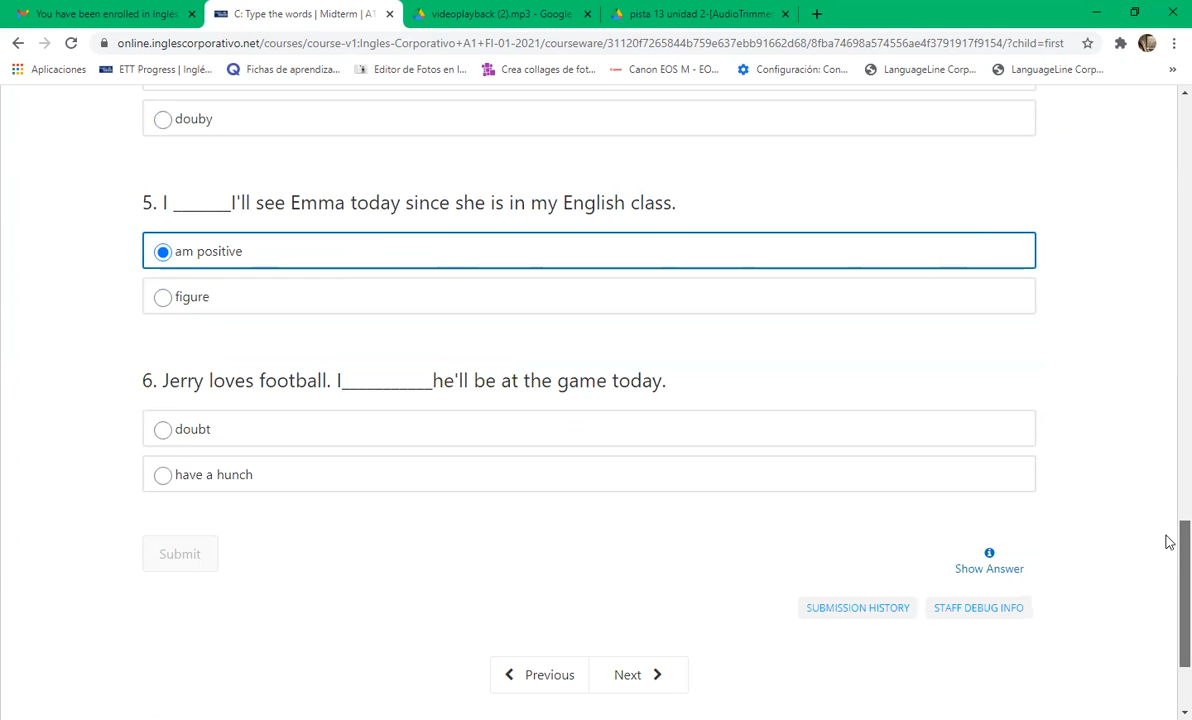 You have been enrolled in Inglés
C: Type the words | Midterm | A1
videoplayback (2).mp3 - Google
pista 13 unidad 2-[AudioTrimme
online.inglescorporativo.net/courses/course-v1:Ingles-Corporativo+A1+FI-01-2021/courseware/31120f7265844b759e637ebb91662d68/8fba74698a574556ae4f3791917f9154/?child=first
Aplicaciones
ETT Progress | Inglé...
Fichas de aprendiza...
Editor de Fotos en l...
Crea collages de fot...
Canon EOS M - EO...
Configuración: Con...
LanguageLine Corp...
LanguageLine Corp...
douby
5. I ______I'll see Emma today since she is in my English class.
am positive
figure
6. Jerry loves football. I__________he'll be at the game today.
doubt
have a hunch
Submit
Show Answer
SUBMISSION HISTORY
STAFF DEBUG INFO
Previous
Next